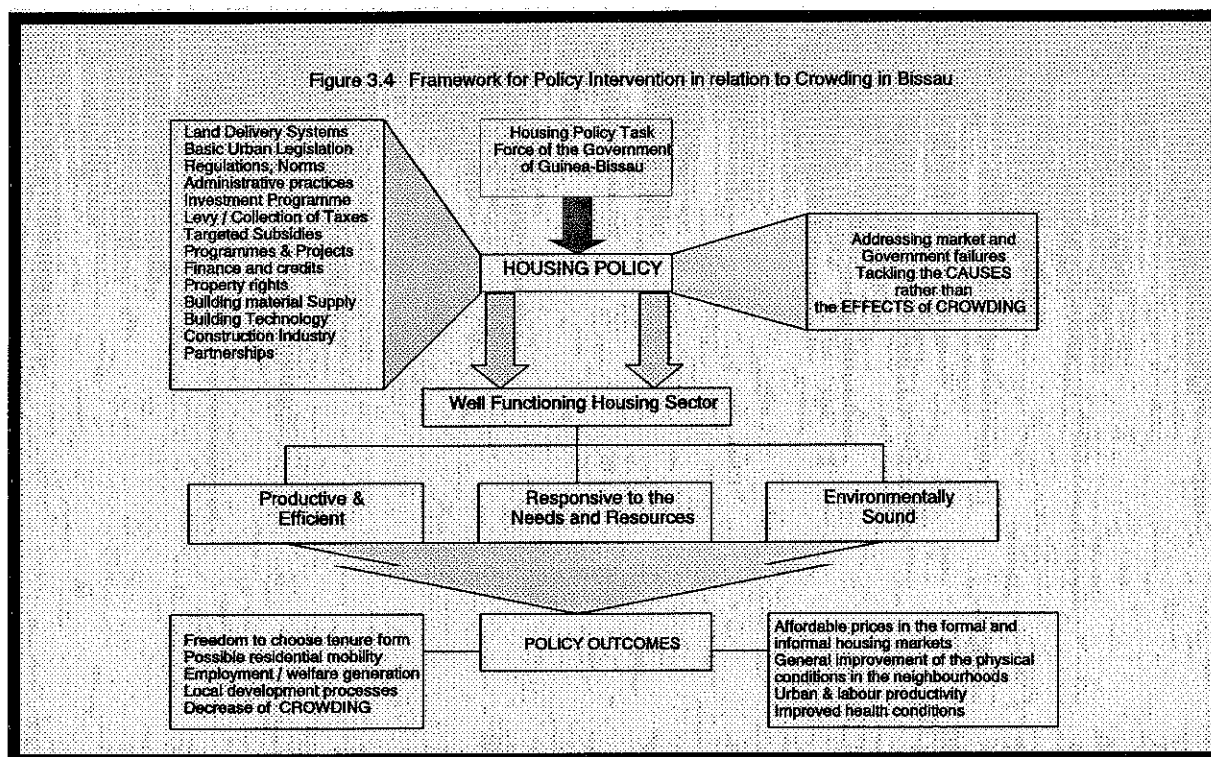 Figure 3.4 Framework for Policy Intervention in relation to Crowding in Bissau
Land Delivery Systems
Basic Urban Legislation
Regulations, Norms
Administrative practices
Investment Programme
Levy / Collection of Taxes
Targeted Subsidies
Programmes & Projects
Finance and credits
Property rights
Building material Supply
Building Technology
Construction Industry
Partnerships
Housing Policy Task
Force of the Government
of Guinea-Bissau
HOUSING POLICY
Addressing market and
Government failures
Tackling the CAUSES
rather than
the EFFECTS of CROWDING
Well Functioning Housing Sector
Productive &
Efficient
Responsive to the
Needs and Resources
Environmentally
Sound
Freedom to choose tenure form
Possible residential mobility
Employment / welfare generation
Local development processes
Decrease of CROWDING
POLICY OUTCOMES
Affordable prices in the formal and
informal housing markets
General improvement of the physical
conditions in the neighbourhoods
Urban & labour productivity
Improved health conditions